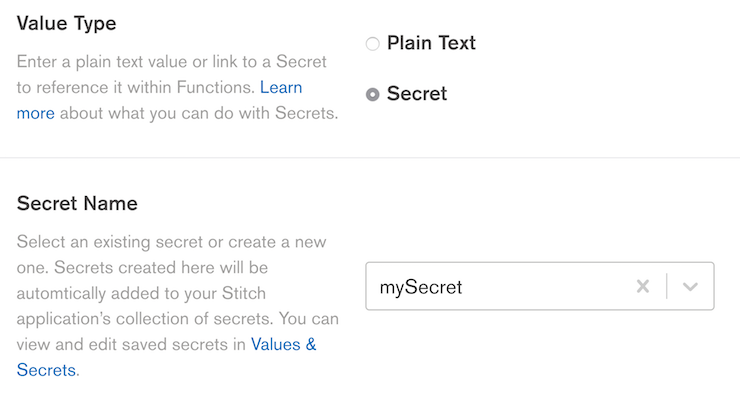 Value Type
Enter a plain text value or link to a Secret
to reference it within Functions. Learn
more about what you can do with Secrets.
Plain Text
Secret
Secret Name
Select an existing secret or create a new
one. Secrets created here will be
automtically added to your Stitch
application's collection of secrets. You can
view and edit saved secrets in Values &
Secrets.
mySecret